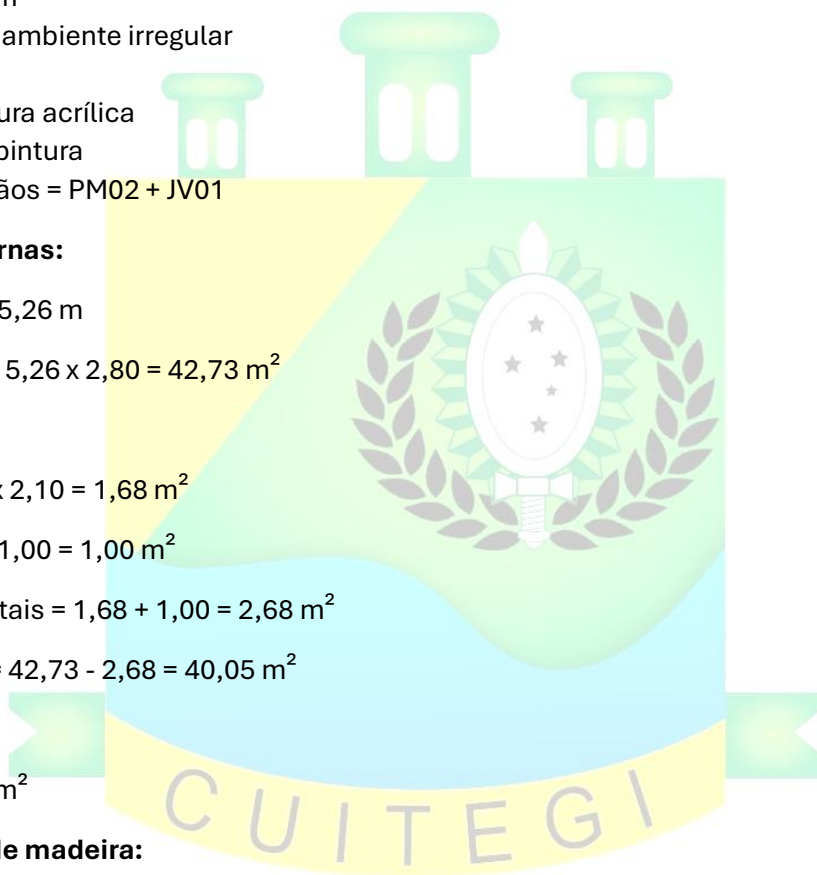 ambiente irregular
ura acrílica
pintura
ãos = PM02 + JV01
rnas:
5,26 m
5,26 x 2,80 = 42,73 m²
x 2,10 = 1,68 m²
1,00 = 1,00 m²
tais = 1,68 + 1,00 = 2,68 m²
= 42,73 - 2,68 = 40,05 m²
m²
CUITEGI
de madeira: